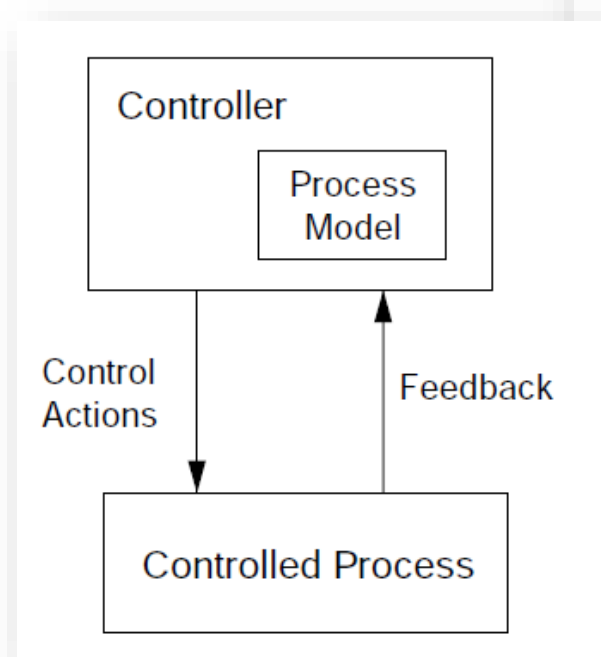 Controller
Process
Model
Control
Actions
Feedback
Controlled Process